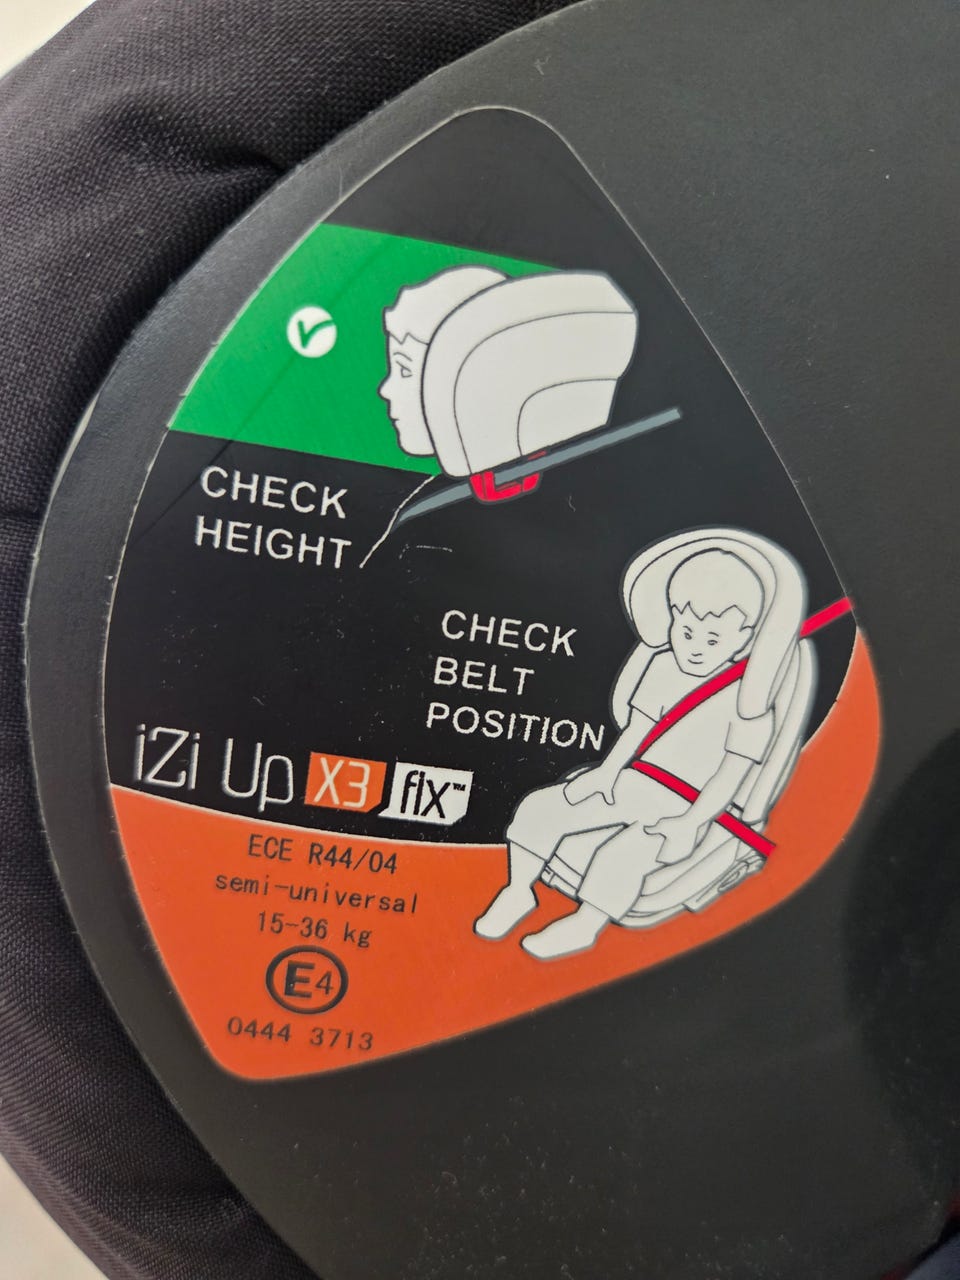 CHECK
HEIGHT
CHECK
BELT
POSITION
iZi Up X3 fix™
ECE R44/04
semi-universal
15-36 kg
E4
0444 3713